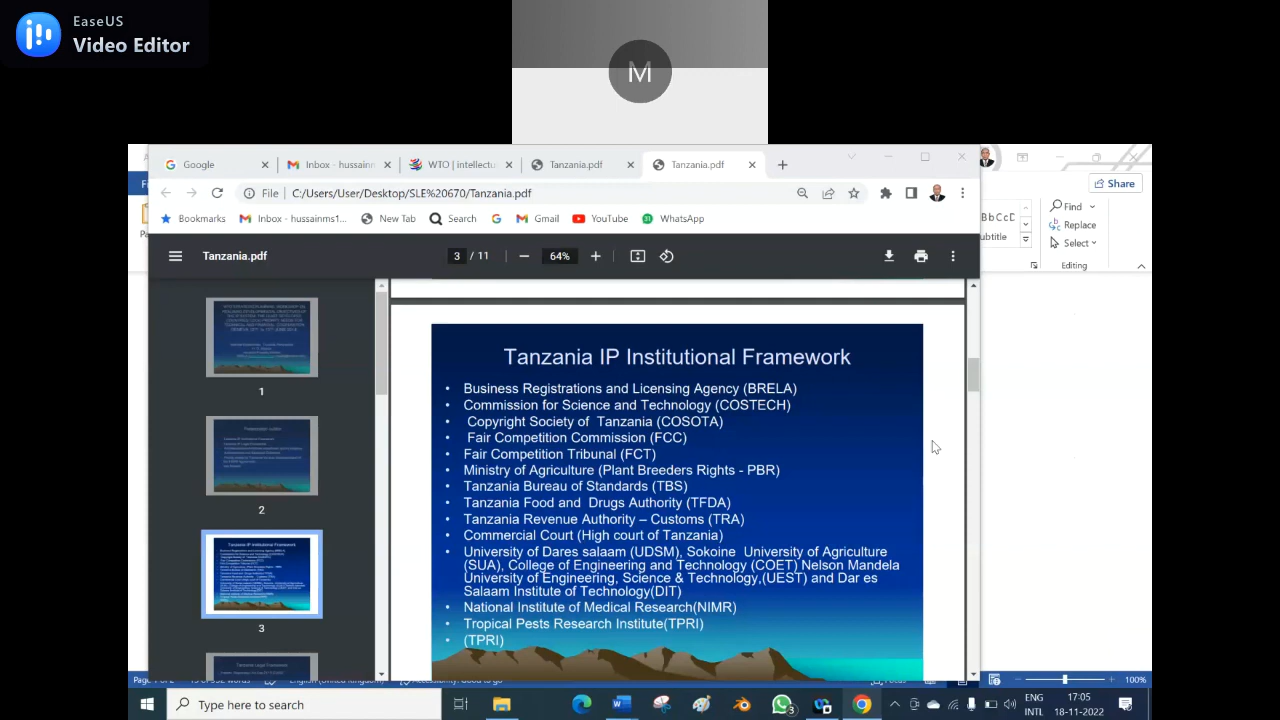 EaseUS
Video Editor
M
Google
Inbox - hussainn
WTO | intellectu
Tanzania.pdf
Tanzania.pdf
File
C:/Users/User/Desktop/SLE%20670/Tanzania.pdf
Share
Bookmarks
Inbox - hussainms1...
New Tab
Search
Gmail
YouTube
WhatsApp
Find
Replace
Select
Editing
BbCcD
ubtitle
Tanzania.pdf
3 / 11
64%
1
2
3
Tanzania IP Institutional Framework
• Business Registrations and Licensing Agency (BRELA)
• Commission for Science and Technology (COSTECH)
• Copyright Society of Tanzania (COSOTA)
• Fair Competition Commission (FCC)
• Fair Competition Tribunal (FCT)
• Ministry of Agriculture (Plant Breeders Rights - PBR)
• Tanzania Bureau of Standards (TBS)
• Tanzania Food and Drugs Authority (TFDA)
• Tanzania Revenue Authority – Customs (TRA)
• Commercial Court (High court of Tanzania)
• University of Dares salaam (UDSM), Sokoine University of Agriculture
(SUA), College of Engineering and Technology (COET) Nelson Mandela
University of Engineering, Science Technology,(UEST) and Dar es
Salaam Institute of Technology(DIT)
• National Institute of Medical Research(NIMR)
• Tropical Pests Research Institute(TPRI)
• (TPRI)
100%
Type here to search
3
ENG
INTL
17:05
18-11-2022